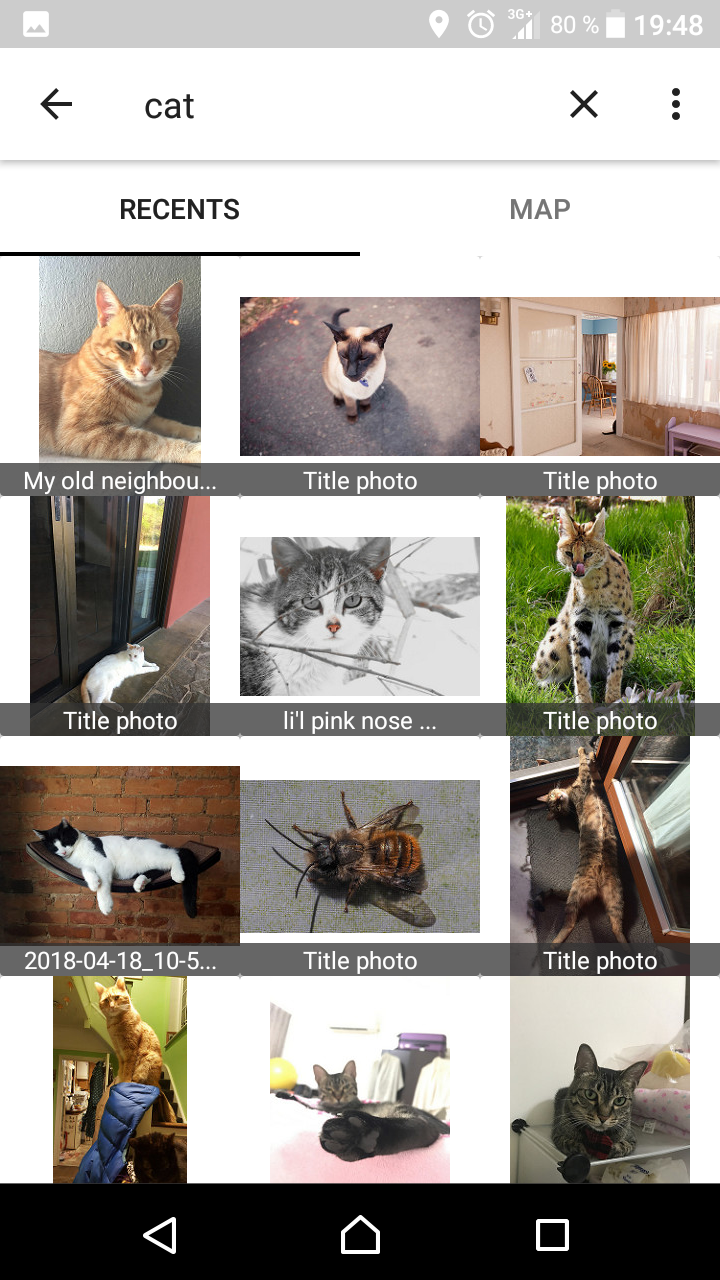 3G+ 80 % 19:48
cat
RECENTS MAP
My old neighbou... Title photo Title photo
Title photo li'l pink nose ... Title photo
2018-04-18_10-5... Title photo Title photo